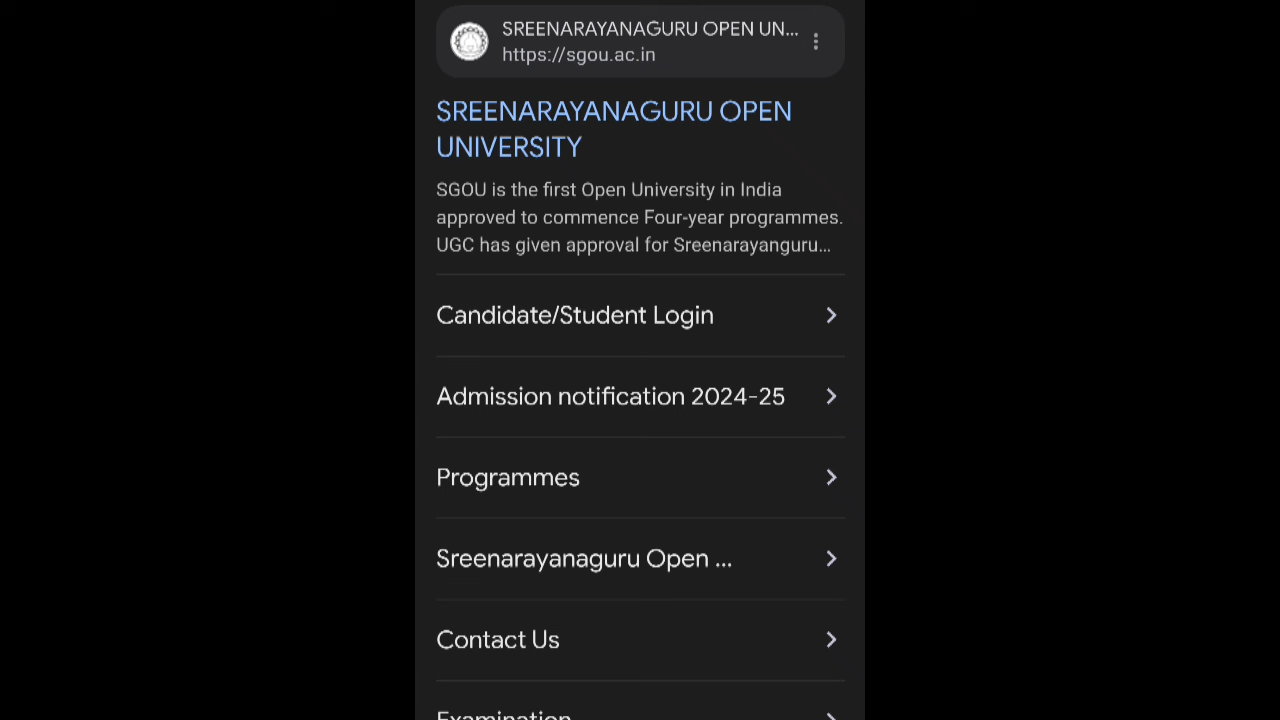 SREENARAYANAGURU OPEN UN...
https://sgou.ac.in
SREENARAYANAGURU OPEN
UNIVERSITY
SGOU is the first Open University in India
approved to commence Four-year programmes.
UGC has given approval for Sreenarayanguru...
Candidate/Student Login
Admission notification 2024-25
Programmes
Sreenarayanaguru Open ...
Contact Us
Examination